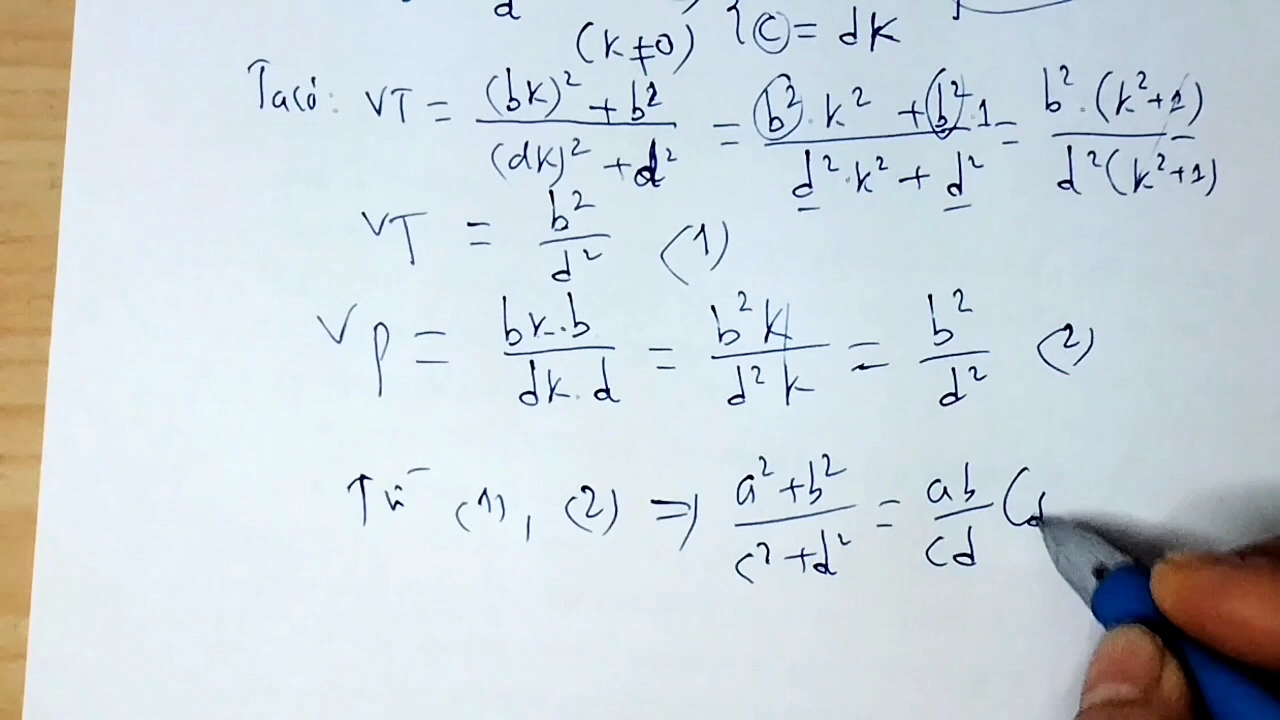 d
(k≠0) { c = dk
Ta có: VT = ((bk)² + b²)/((dk)² + d²) = (b².k² + b².1)/(d².k² + d²) = (b².(k²+1))/(d²(k²+1))
VT = b²/d² (1)
Vp = (bk.b)/(dk.d) = (b²k)/(d²k) = b²/d² (2)
Từ (1), (2) => (a²+b²)/(c²+d²) = ab/cd (